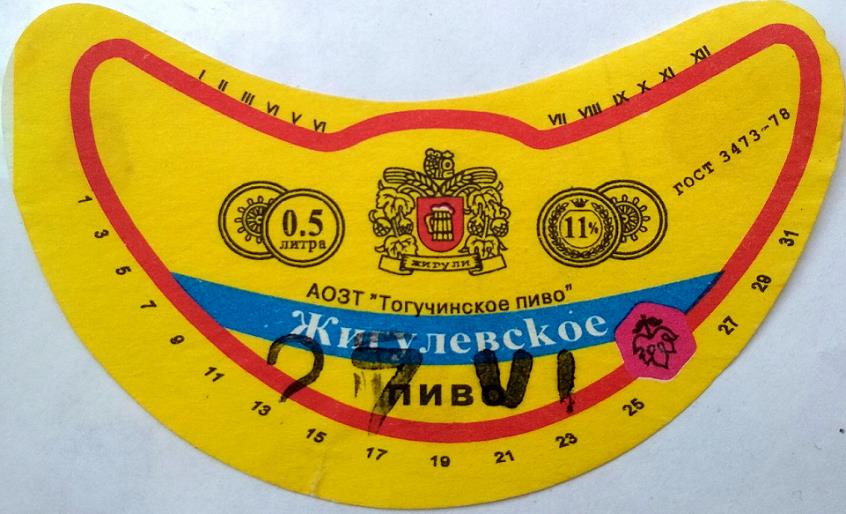 I II III VI V VI
VII VIII IX X XI XII
ГОСТ 3473-78
0.5
литра
11%
жигули
АОЗТ "Тогучинское пиво"
Жигулевское
пиво
27 VI
1 3 5 7 9 11 13 15 17 19 21 23 25 27 29 31